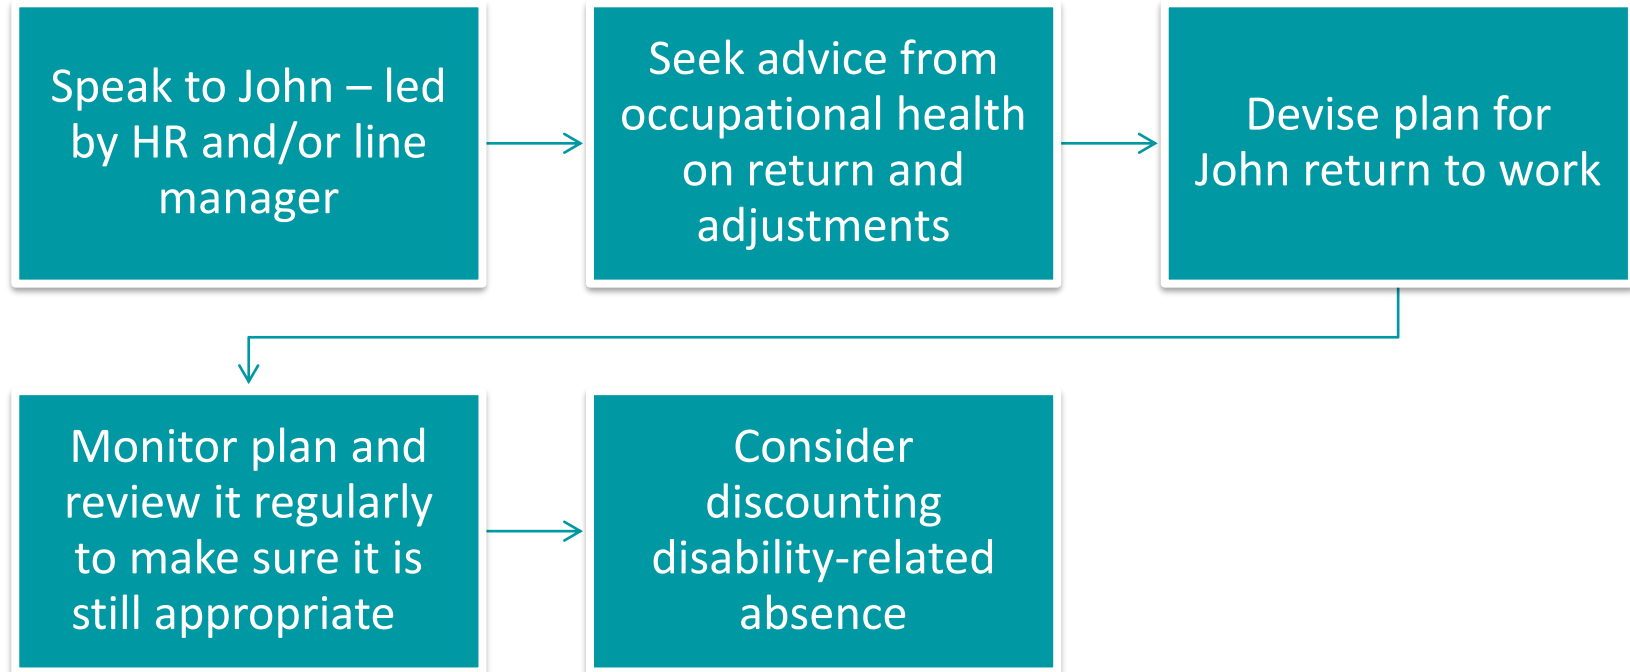 Speak to John – led
by HR and/or line
manager
Seek advice from
occupational health
on return and
adjustments
Devise plan for
John return to work
Monitor plan and
review it regularly
to make sure it is
still appropriate
Consider
discounting
disability-related
absence